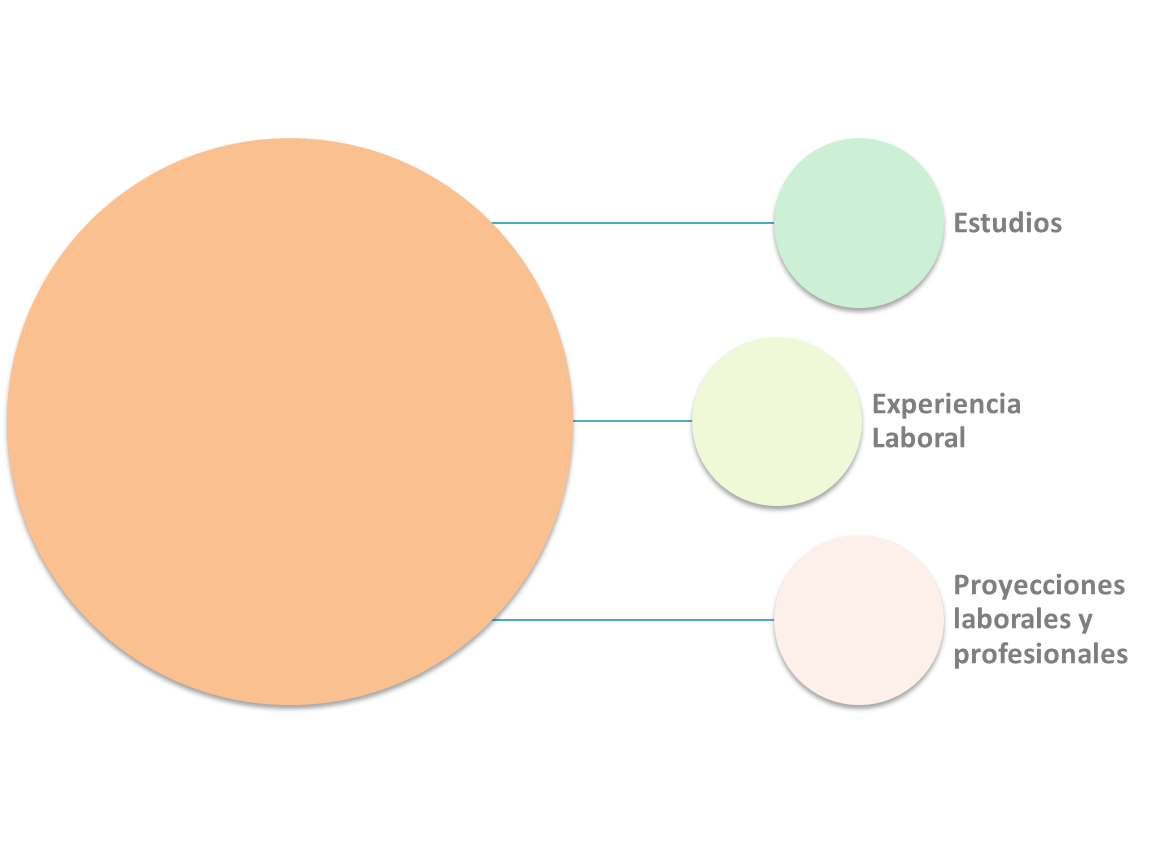 Estudios
Experiencia
Laboral
Proyecciones
laborales y
profesionales